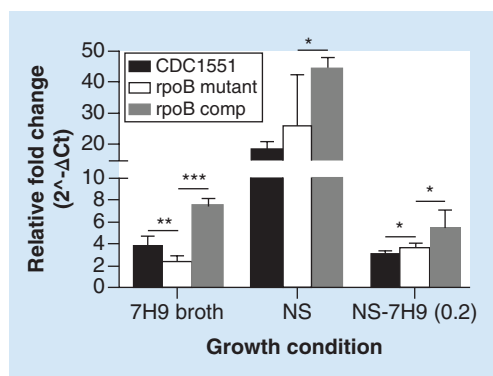 50
40
30
20
10
8
6
4
2
0
Relative fold change
(2^-ΔCt)
CDC1551
rpoB mutant
rpoB comp
**
***
*
*
*
7H9 broth
NS
NS-7H9 (0.2)
Growth condition